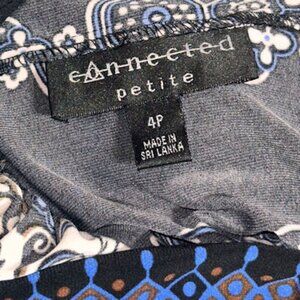 connected
petite
4P
MADE IN
SRI LANKA